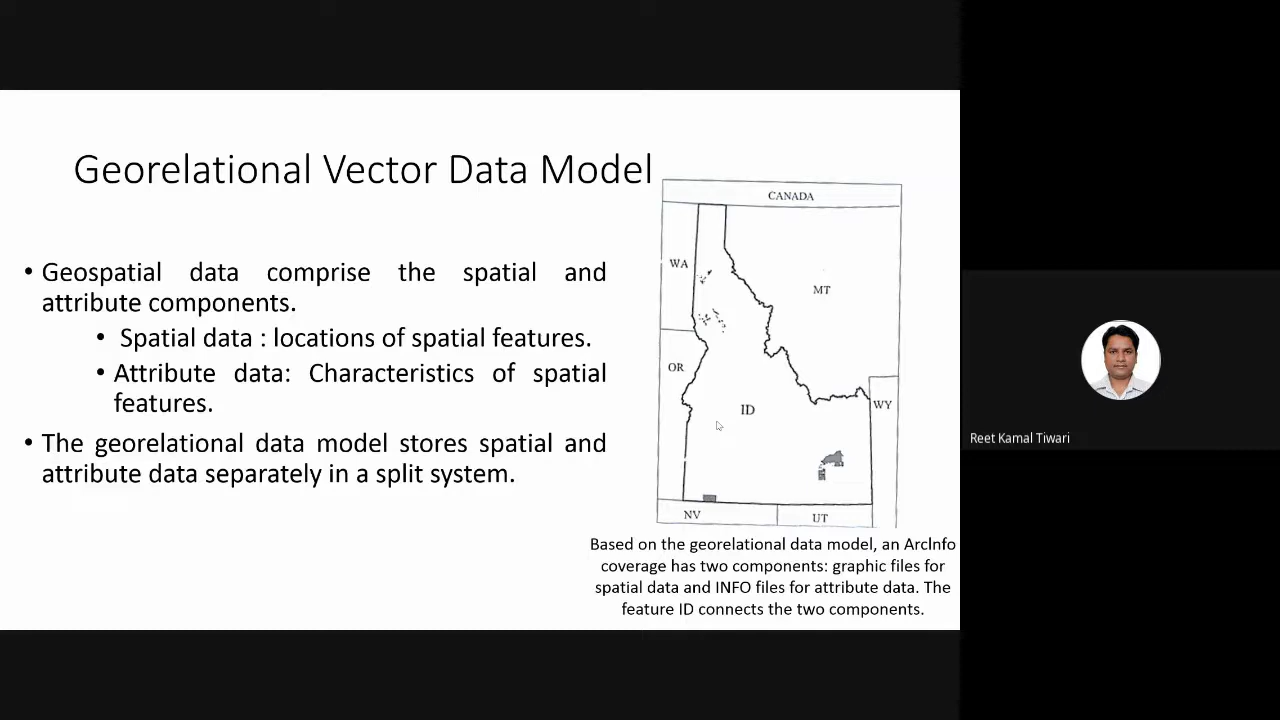 Georelational Vector Data Model
• Geospatial data comprise the spatial and
attribute components.
• Spatial data : locations of spatial features.
• Attribute data: Characteristics of spatial
features.
• The georelational data model stores spatial and
attribute data separately in a split system.
CANADA
WA
MT
OR
ID
WY
NV
UT
Based on the georelational data model, an ArcInfo
coverage has two components: graphic files for
spatial data and INFO files for attribute data. The
feature ID connects the two components.
Reet Kamal Tiwari